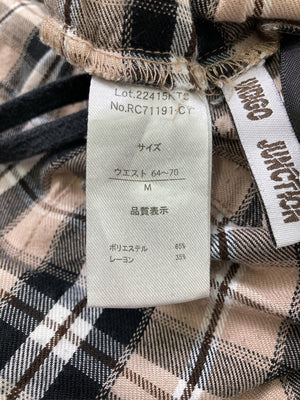 Lot.22415KTS
No.RC71191-CY
サイズ
ウエスト 64～70
M
品質表示
ポリエステル 65%
レーヨン 35%
WEGO
JUNCTION